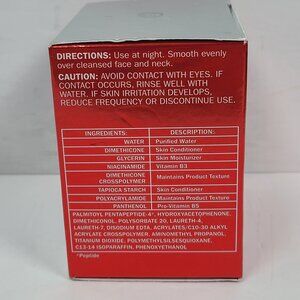 DIRECTIONS: Use at night. Smooth evenly
over cleansed face and neck.
CAUTION: AVOID CONTACT WITH EYES. IF
CONTACT OCCURS, RINSE WELL WITH
WATER. IF SKIN IRRITATION DEVELOPS,
REDUCE FREQUENCY OR DISCONTINUE USE.
INGREDIENTS: DESCRIPTION:
WATER Purified Water
DIMETHICONE Skin Conditioner
GLYCERIN Skin Moisturizer
NIACINAMIDE Vitamin B3
DIMETHICONE
CROSSPOLYMER Maintains Product Texture
TAPIOCA STARCH Skin Conditioner
POLYACRYLAMIDE Maintains Product Texture
PANTHENOL Pro-Vitamin B5
PALMITOYL PENTAPEPTIDE-4*, HYDROXYACETOPHENONE,
DIMETHICONOL, POLYSORBATE 20, LAURETH-4,
LAURETH-7, DISODIUM EDTA, ACRYLATES/C10-30 ALKYL
ACRYLATE CROSSPOLYMER, AMINOMETHYL PROPANOL,
TITANIUM DIOXIDE, POLYMETHYLSILSESQUIOXANE,
C13-14 ISOPARAFFIN, PHENOXYETHANOL
*Peptide